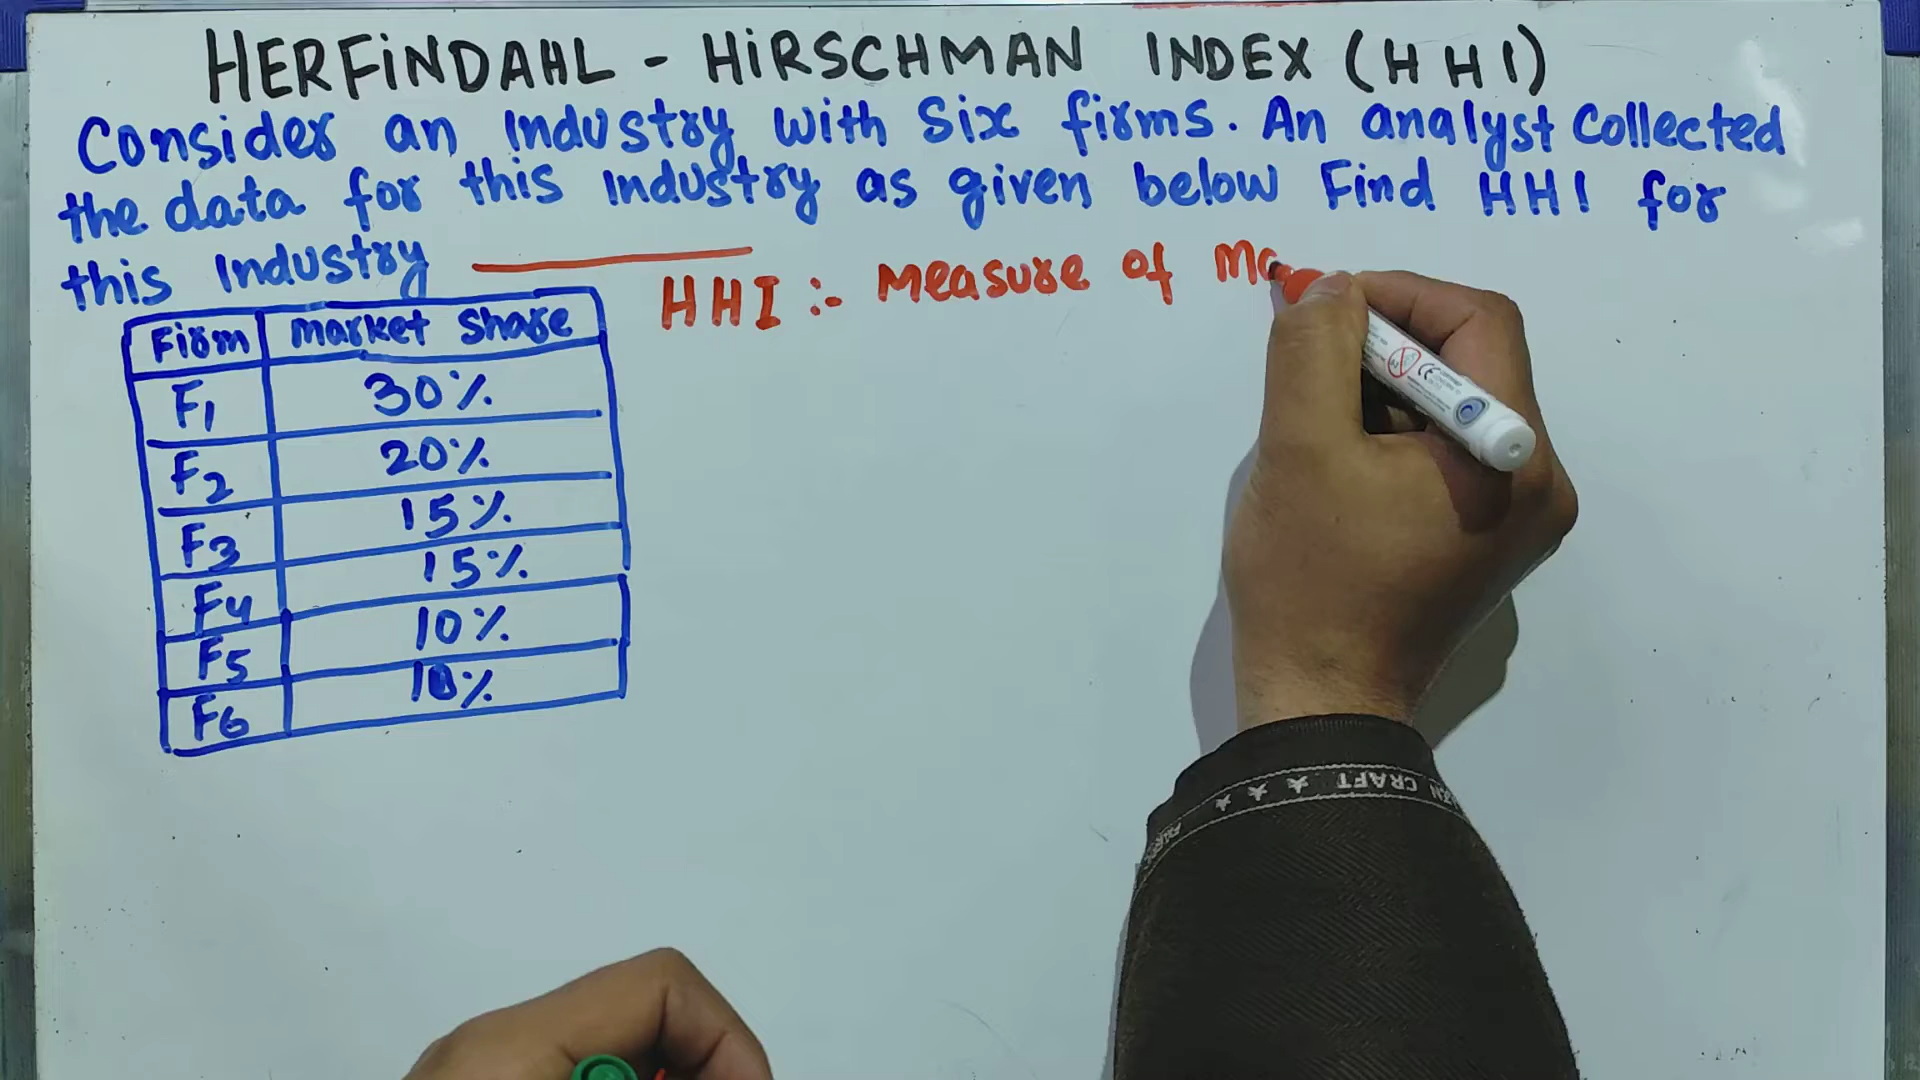 HERFiNDAHL - HiRSCHMAN INDEX (HHI)
Consider an Industry with Six firms. An analyst Collected
the data for this Industry as given below Find HHI for
this Industry
HHI :- Measure of Ma
Firm Market Share
F1 30%
F2 20%
F3 15%
F4 15%
F5 10%
F6 10%
CE
CRAFT